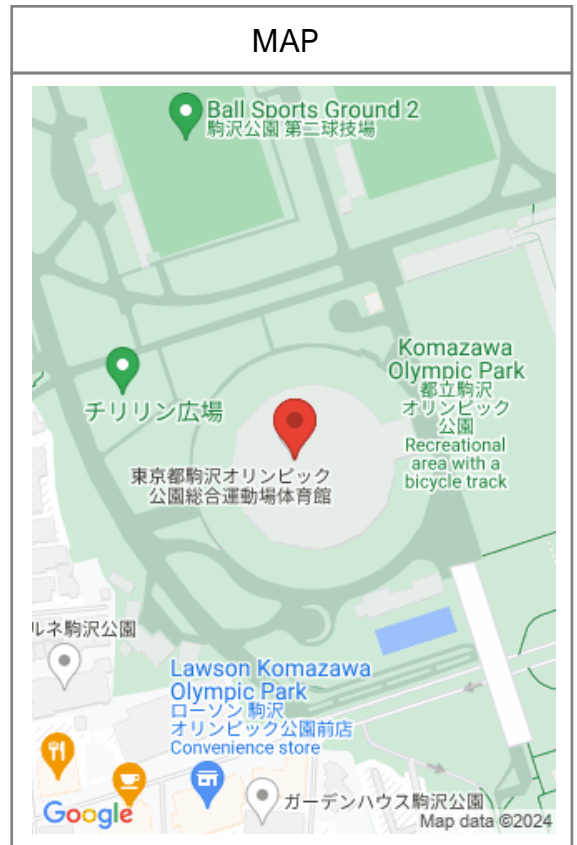 MAP
Ball Sports Ground 2
駒沢公園 第二球技場
Komazawa
Olympic Park
都立駒沢
オリンピック
公園
Recreational
area with a
bicycle track
チリリン広場
東京都駒沢オリンピック
公園総合運動場体育館
ルネ駒沢公園
Lawson Komazawa
Olympic Park
ローソン 駒沢
オリンピック公園前店
Convenience store
ガーデンハウス駒沢公園
Google
Map data ©2024